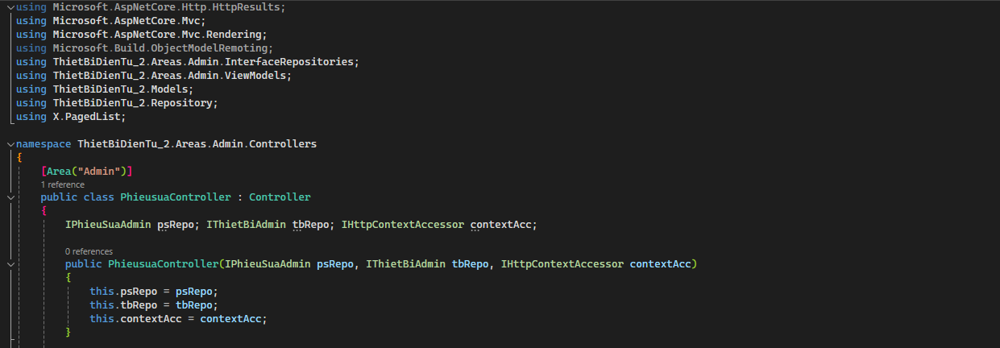 using Microsoft.AspNetCore.Http.HttpResults;
using Microsoft.AspNetCore.Mvc;
using Microsoft.AspNetCore.Mvc.Rendering;
using Microsoft.Build.ObjectModelRemoting;
using ThietBiDienTu_2.Areas.Admin.InterfaceRepositories;
using ThietBiDienTu_2.Areas.Admin.ViewModels;
using ThietBiDienTu_2.Models;
using ThietBiDienTu_2.Repository;
using X.PagedList;
namespace ThietBiDienTu_2.Areas.Admin.Controllers
{
[Area("Admin")]
1 reference
public class PhieusuaController : Controller
{
IPhieuSuaAdmin psRepo; IThietBiAdmin tbRepo; IHttpContextAccessor contextAcc;
0 references
public PhieusuaController(IPhieuSuaAdmin psRepo, IThietBiAdmin tbRepo, IHttpContextAccessor contextAcc)
{
this.psRepo = psRepo;
this.tbRepo = tbRepo;
this.contextAcc = contextAcc;
}